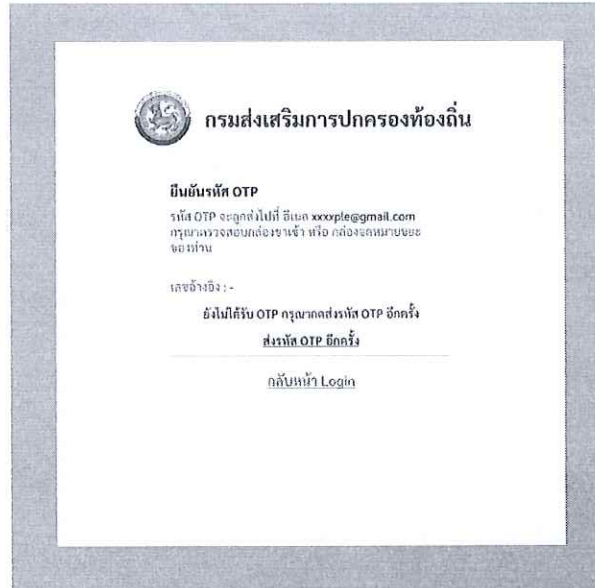 กรมส่งเสริมการปกครองท้องถิ่น
ยืนยันรหัส OTP
รหัส OTP จะถูกส่งไปที่ อีเมล xxxxple@gmail.com
กรุณาตรวจสอบกล่องขาเข้า หรือ กล่องจดหมายขยะ
ของท่าน
เลขอ้างอิง : -
ยังไม่ได้รับ OTP กรุณากดส่งรหัส OTP อีกครั้ง
ส่งรหัส OTP อีกครั้ง
กลับหน้า Login